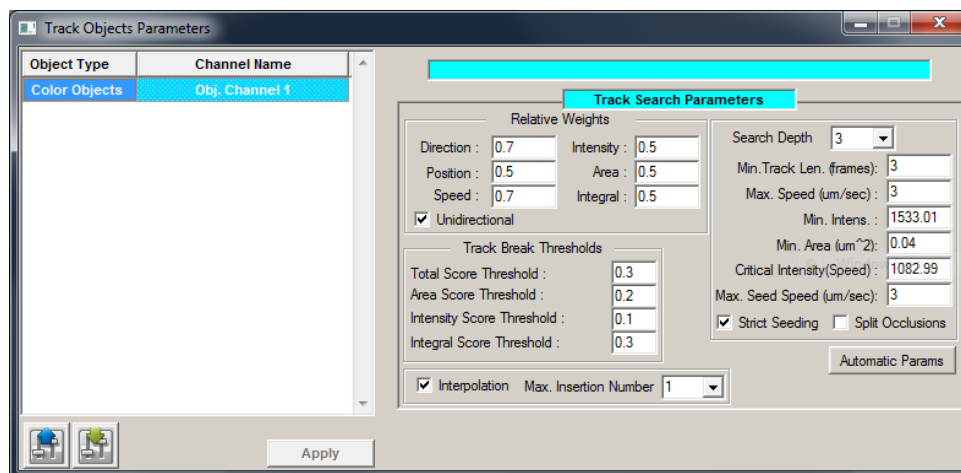 Track Objects Parameters
Object Type Channel Name
Color Objects Obj. Channel 1
Track Search Parameters
Relative Weights
Direction : 0.7 Intensity : 0.5
Position : 0.5 Area : 0.5
Speed : 0.7 Integral : 0.5
Unidirectional
Track Break Thresholds
Total Score Threshold : 0.3
Area Score Threshold : 0.2
Intensity Score Threshold : 0.1
Integral Score Threshold : 0.3
Interpolation Max. Insertion Number 1
Search Depth 3
Min.Track Len. (frames): 3
Max. Speed (um/sec) : 3
Min. Intens. : 1533.01
Min. Area (um^2): 0.04
Critical Intensity(Speed) : 1082.99
Max. Seed Speed (um/sec): 3
Strict Seeding Split Occlusions
Automatic Params
Apply